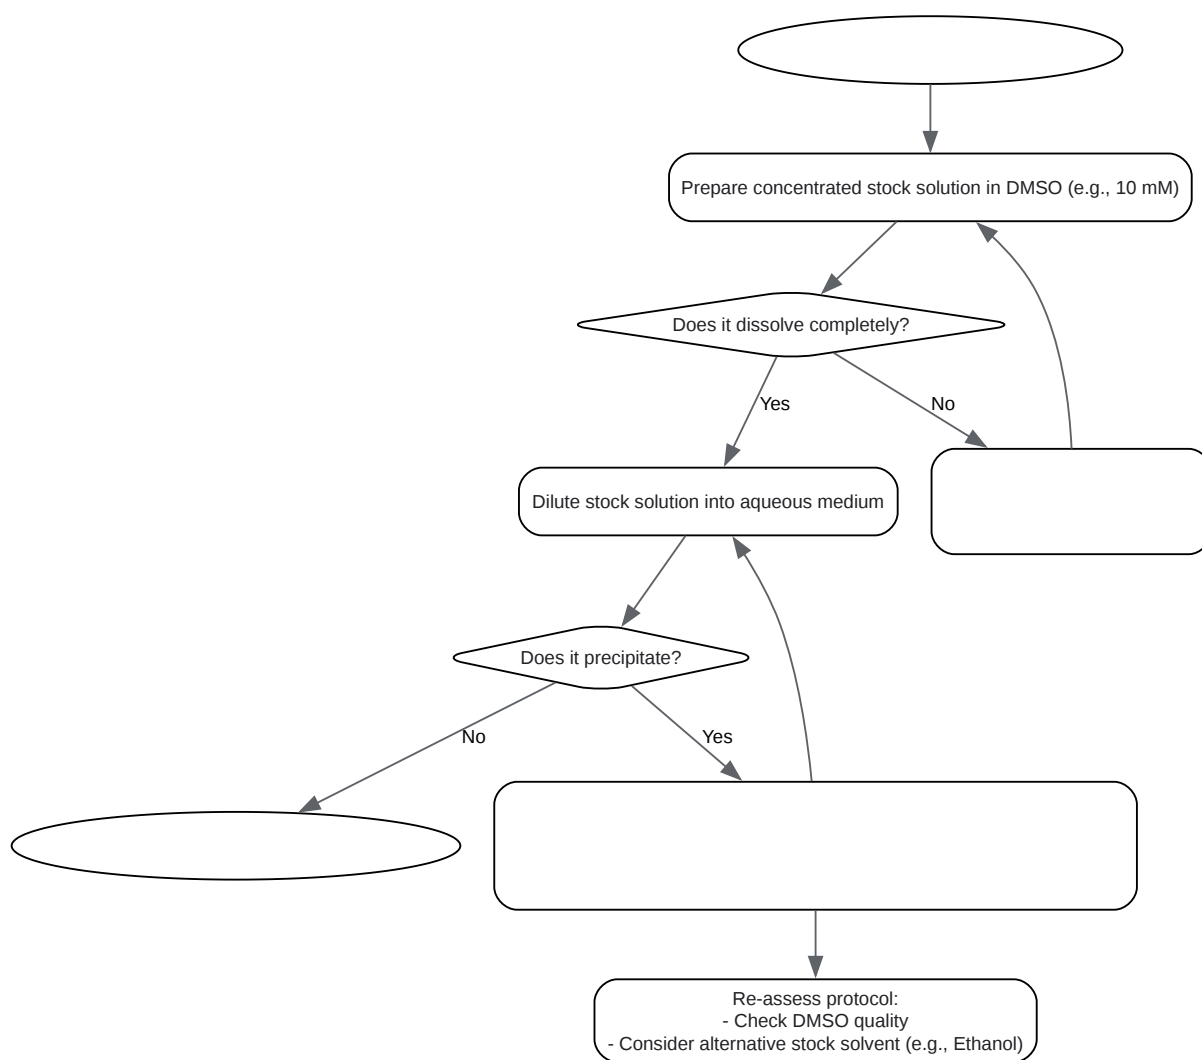 Prepare concentrated stock solution in DMSO (e.g., 10 mM)
Does it dissolve completely?
Yes
No
Dilute stock solution into aqueous medium
Does it precipitate?
No
Yes
Re-assess protocol:
- Check DMSO quality
- Consider alternative stock solvent (e.g., Ethanol)